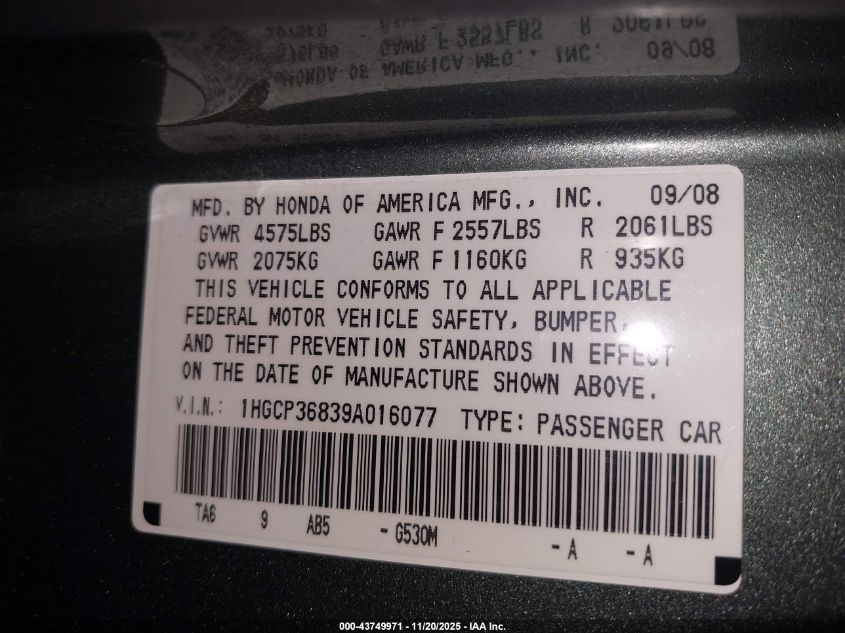 MFD. BY HONDA OF AMERICA MFG., INC. 09/08
GVWR 4575LBS GAWR F 2557LBS R 2061LBS
GVWR 2075KG GAWR F 1160KG R 935KG
THIS VEHICLE CONFORMS TO ALL APPLICABLE
FEDERAL MOTOR VEHICLE SAFETY, BUMPER,
AND THEFT PREVENTION STANDARDS IN EFFECT
ON THE DATE OF MANUFACTURE SHOWN ABOVE.
V.I.N.: 1HGCP36839A016077 TYPE: PASSENGER CAR
TA6 9 AB5 - G530M - A - A
000-43749971 - 11/20/2025 - IAA Inc.